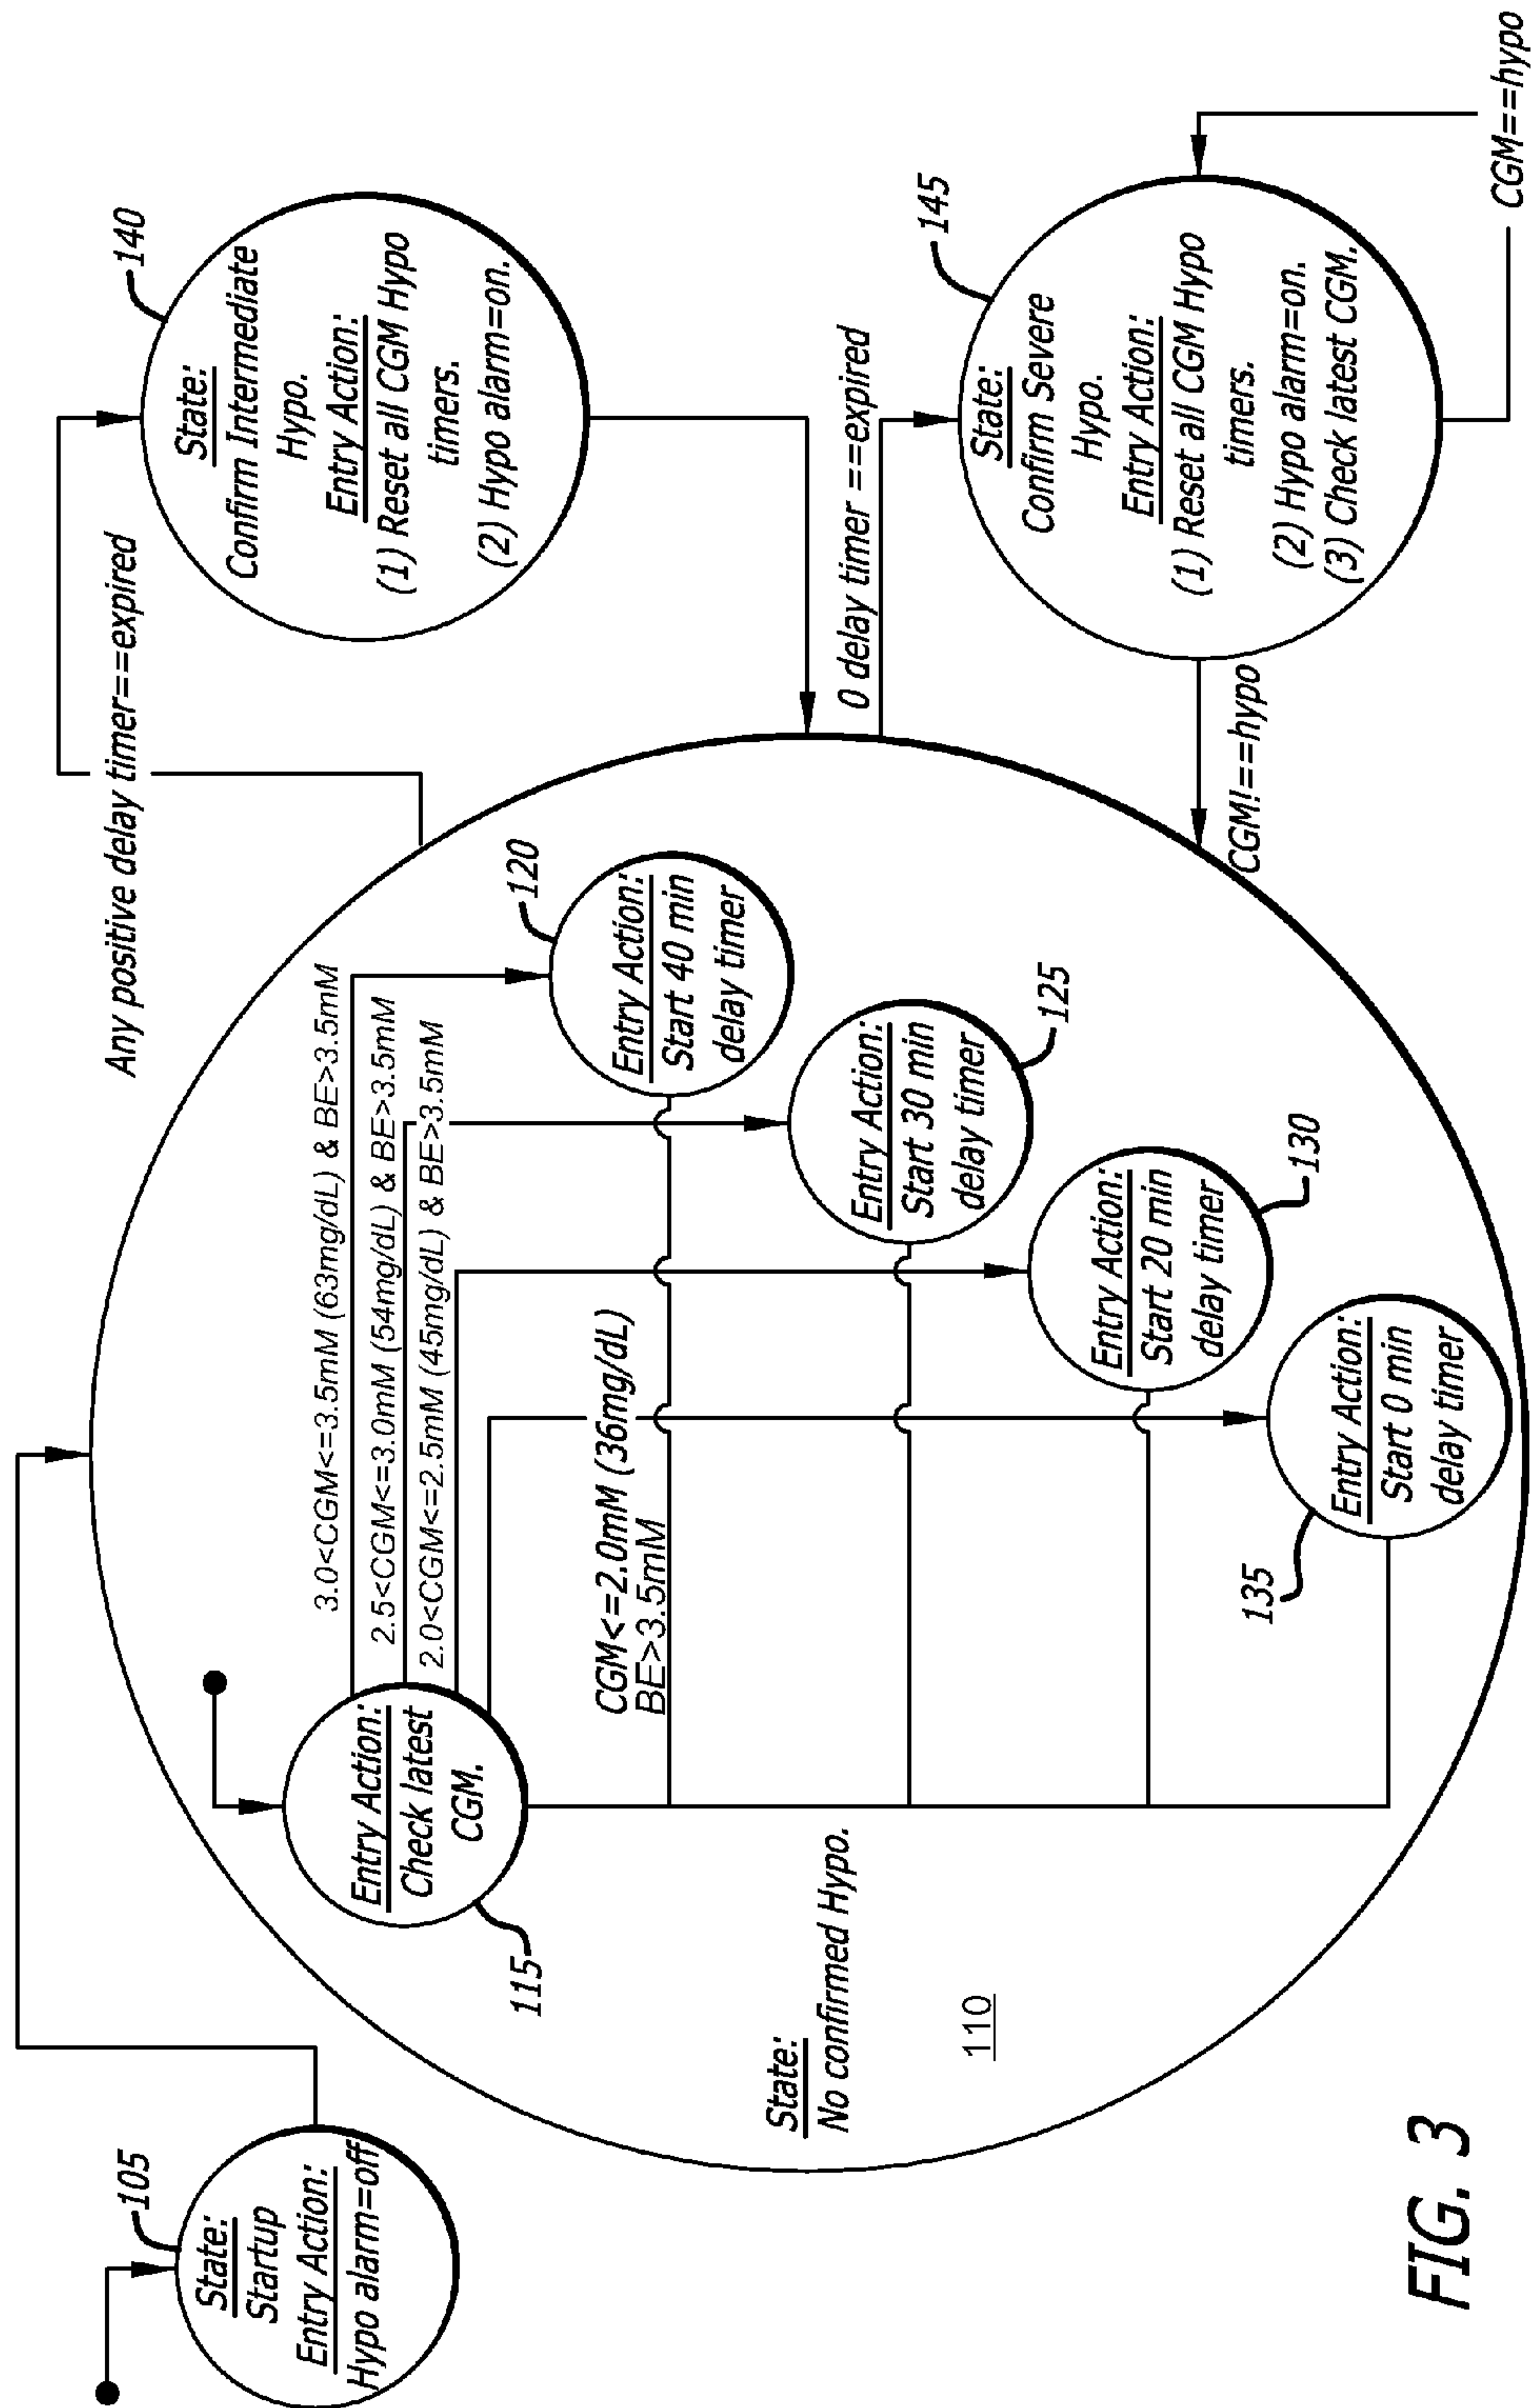 105
State:
Startup
Entry Action:
Hypo alarm=off
State:
No confirmed Hypo.
110
115
Entry Action:
Check latest
CGM.
3.0<CGM<=3.5mM (63mg/dL) & BE>3.5mM
2.5<CGM<=3.0mM (54mg/dL) & BE>3.5mM
2.0<CGM<=2.5mM (45mg/dL) & BE>3.5mM
CGM<=2.0mM (36mg/dL)
BE>3.5mM
120
Entry Action:
Start 40 min
delay timer
125
Entry Action:
Start 30 min
delay timer
130
Entry Action:
Start 20 min
delay timer
135
Entry Action:
Start 0 min
delay timer
Any positive delay timer==expired
140
State:
Confirm Intermediate
Hypo.
Entry Action:
(1) Reset all CGM Hypo
timers.
(2) Hypo alarm=on.
0 delay timer ==expired
145
State:
Confirm Severe
Hypo.
Entry Action:
(1) Reset all CGM Hypo
timers.
(2) Hypo alarm=on.
(3) Check latest CGM.
CGM!==hypo
CGM==hypo
FIG. 3